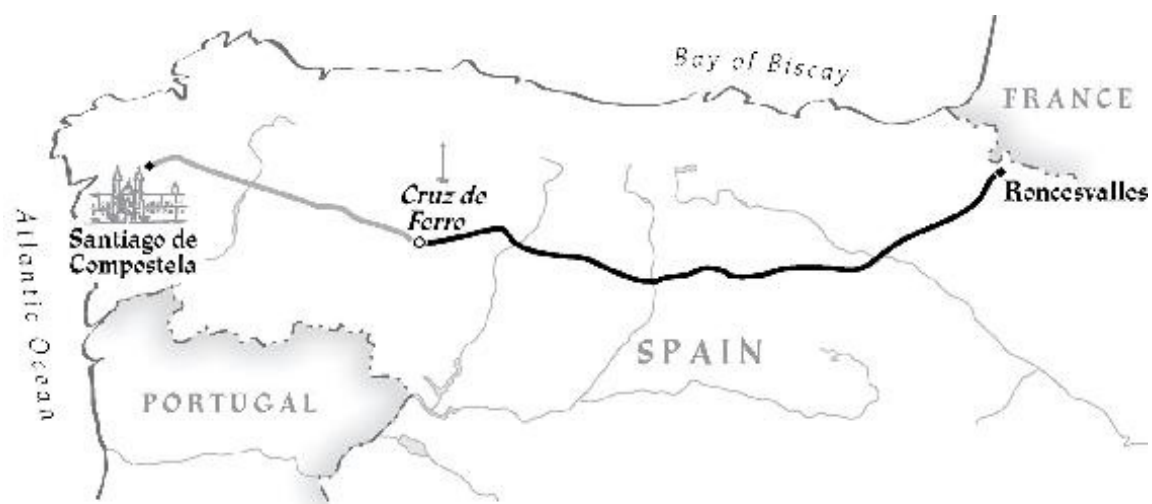 Bay of Biscay
FRANCE
Roncesvalles
Cruz de
Ferro
Santiago de
Compostela
Atlantic Ocean
SPAIN
PORTUGAL